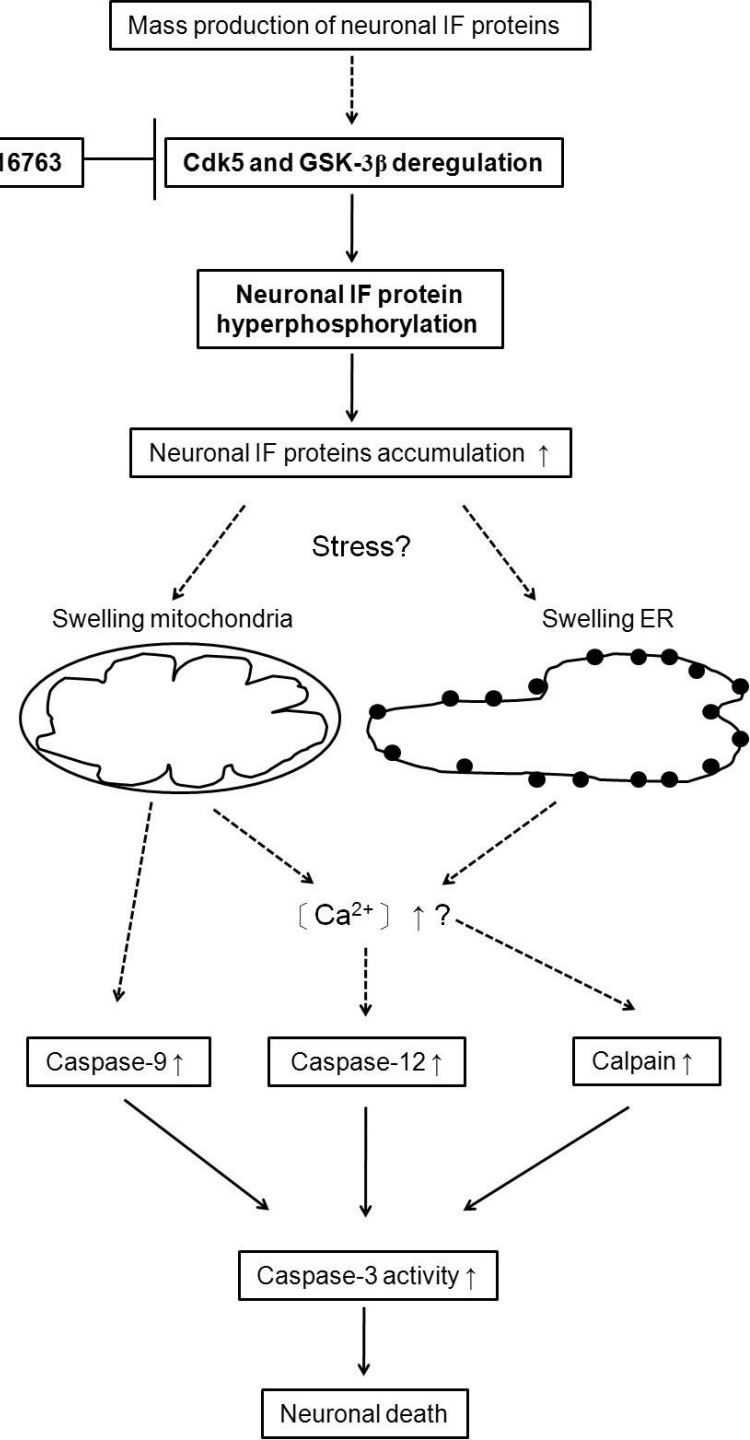 Mass production of neuronal IF proteins
16763
Cdk5 and GSK-3β deregulation
Neuronal IF protein
hyperphosphorylation
Neuronal IF proteins accumulation ↑
Stress?
Swelling mitochondria
Swelling ER
〔Ca²⁺〕↑?
Caspase-9↑
Caspase-12↑
Calpain↑
Caspase-3 activity↑
Neuronal death